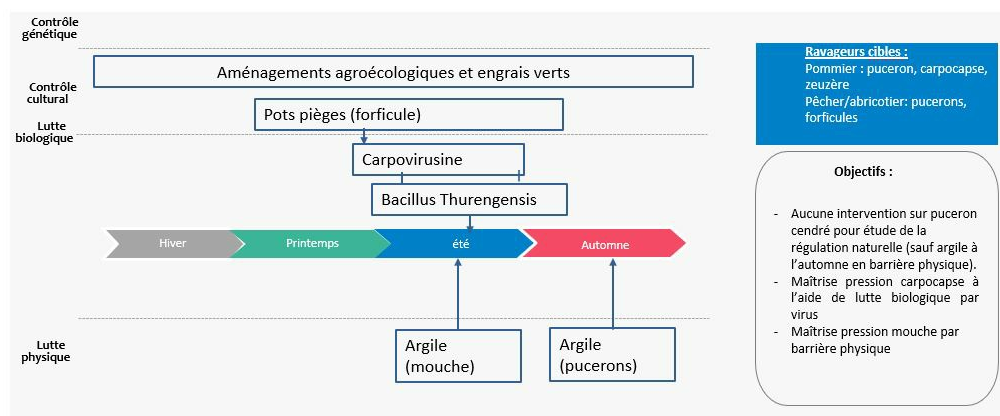 Contrôle
génétique
Aménagements agroécologiques et engrais verts
Contrôle
cultural
Pots pièges (forficule)
Lutte
biologique
Carpovirusine
Bacillus Thurengensis
Hiver
Printemps
été
Automne
Lutte
physique
Argile
(mouche)
Argile
(pucerons)
Ravageurs cibles :
Pommier : puceron, carpocapse,
zeuzère
Pêcher/abricotier: pucerons,
forficules
Objectifs :
- Aucune intervention sur puceron
cendré pour étude de la
régulation naturelle (sauf argile à
l'automne en barrière physique).
- Maîtrise pression carpocapse à
l'aide de lutte biologique par
virus
- Maîtrise pression mouche par
barrière physique